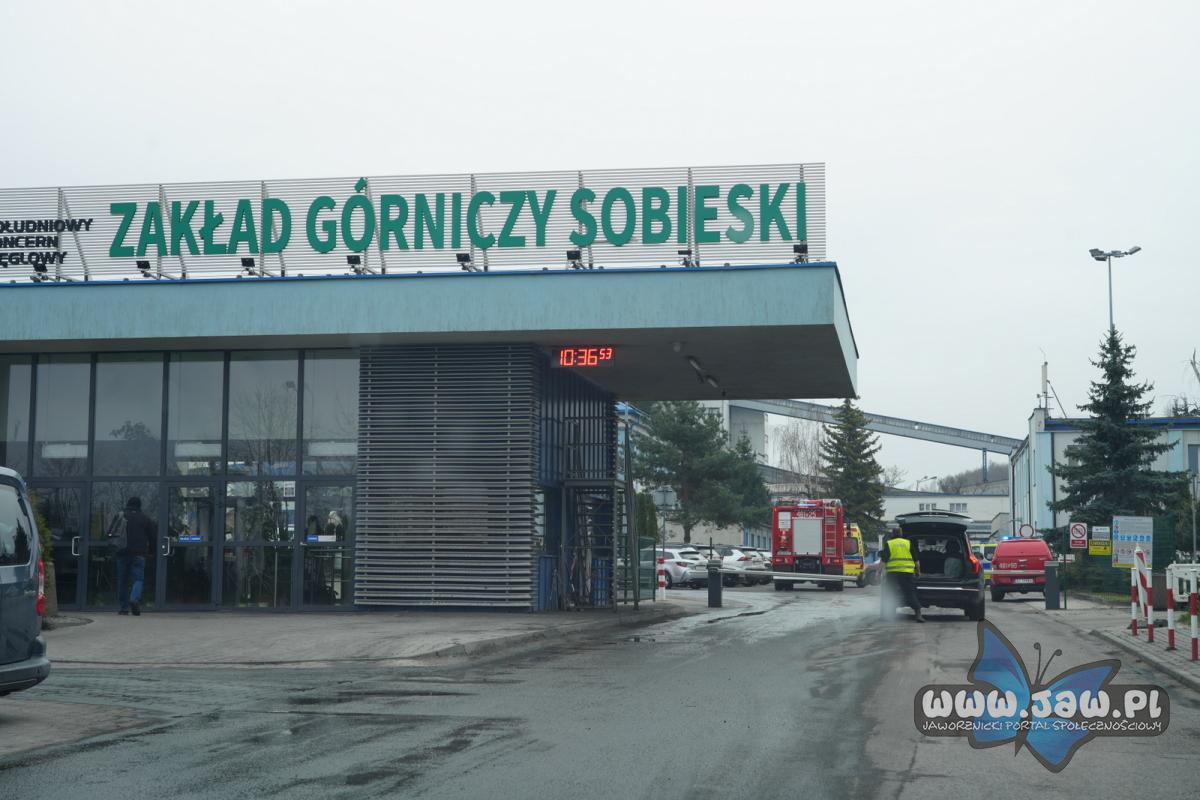 ZAKŁAD GÓRNICZY SOBIESKI
OŁUDNIOWY
ONCERN
ĘGLOWY
10:36 53
www.JAW.PL
JAWORZNICKI PORTAL SPOŁECZNOŚCIOWY